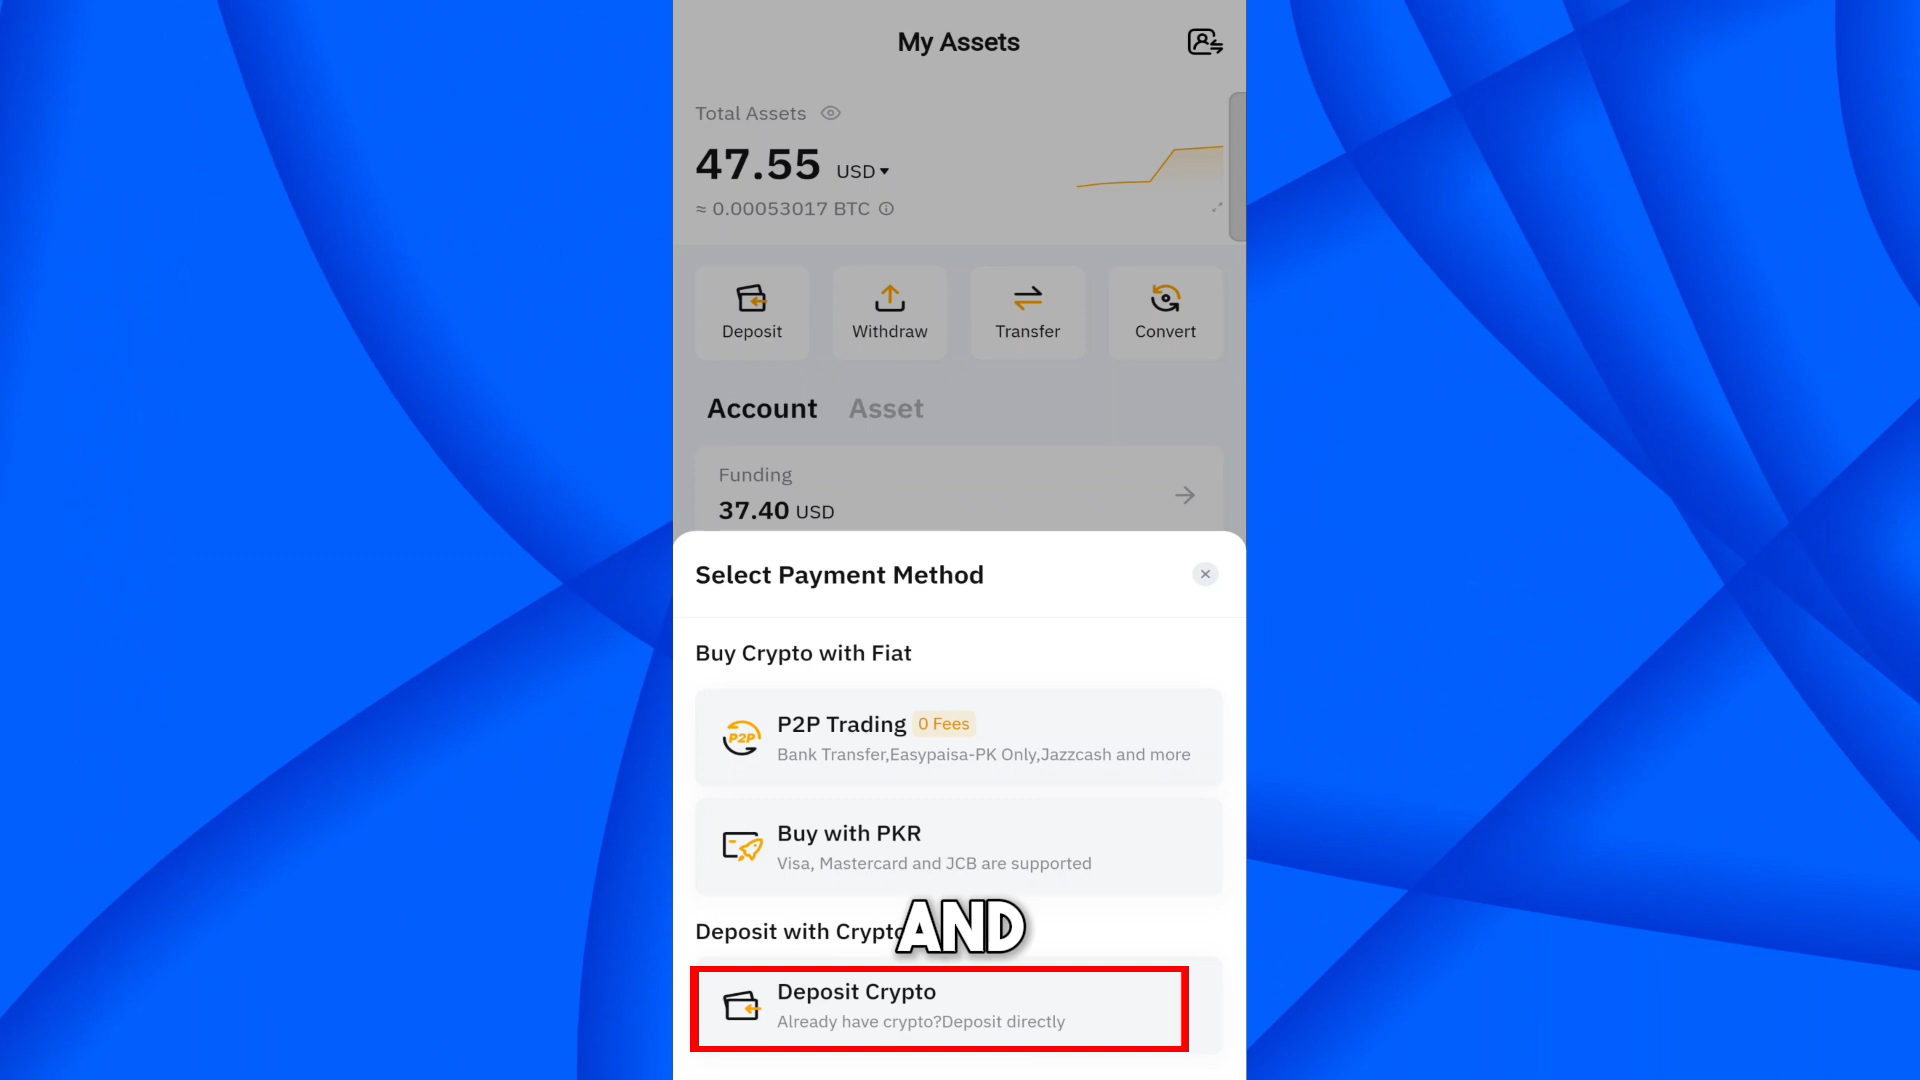 My Assets
Total Assets
47.55 USD
≈ 0.00053017 BTC
Deposit
Withdraw
Transfer
Convert
Account
Asset
Funding
37.40 USD
Select Payment Method
Buy Crypto with Fiat
P2P
P2P Trading 0 Fees
Bank Transfer,Easypaisa-PK Only,Jazzcash and more
Buy with PKR
Visa, Mastercard and JCB are supported
Deposit with Crypto
AND
Deposit Crypto
Already have crypto?Deposit directly